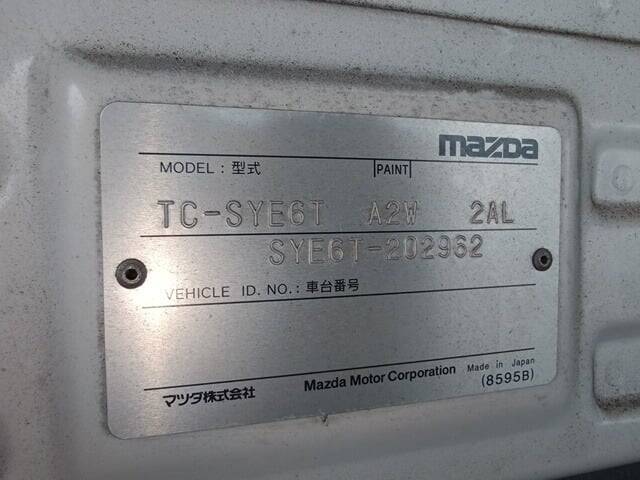 mazDa
MODEL : 型式 PAINT
TC-SYE6T A2W 2AL
SYE6T-202962
VEHICLE ID. NO. : 車台番号
マツダ株式会社 Mazda Motor Corporation Made in Japan
(8595B)